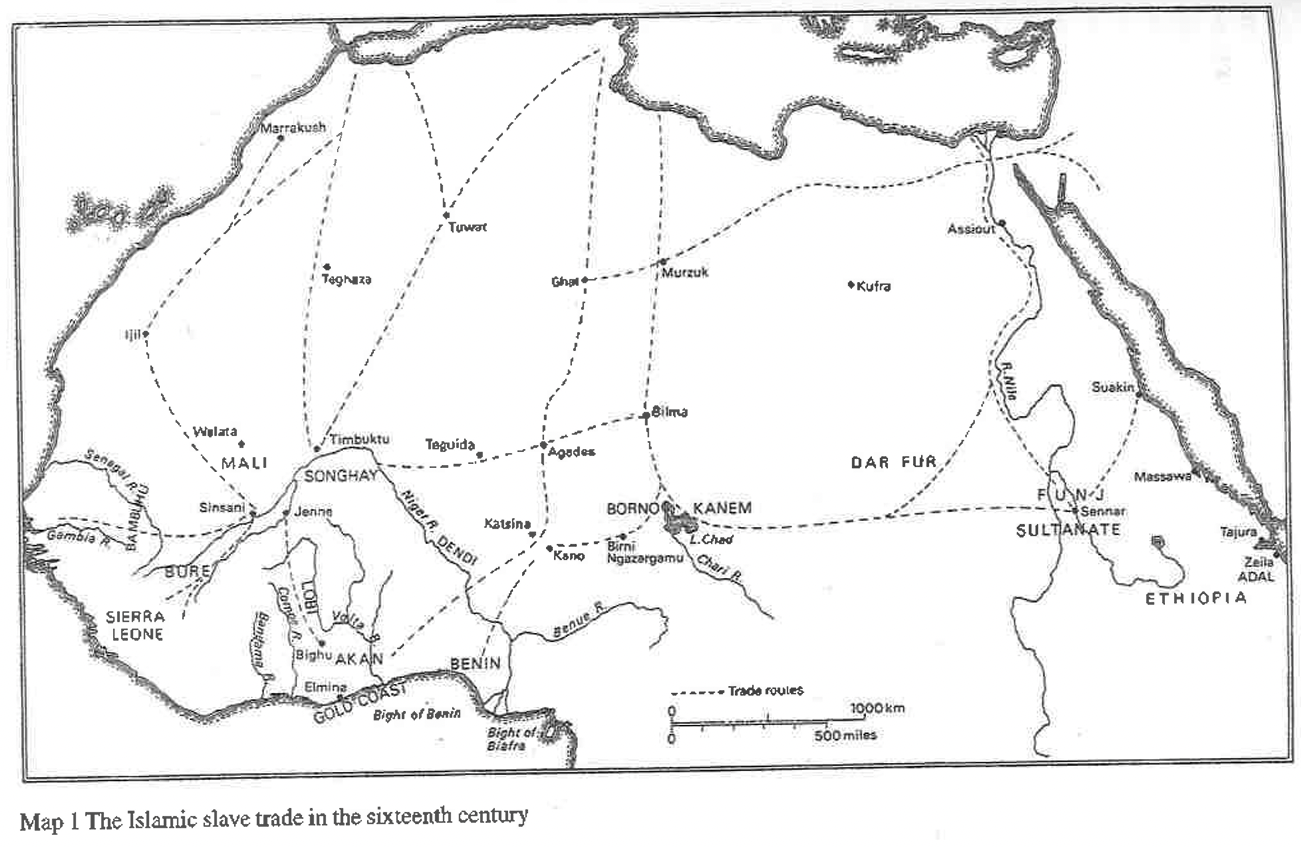 Marrakush
Tuwat
Assiout
Teghaza
Ghat
Murzuk
Kufra
Ijil
R. Nile
Suakin
Bilma
Walata
Timbuktu
Teguida
Agades
MALI
DAR FUR
Senegal R.
SONGHAY
Massawa
FUNJ
SULTANATE
Sennar
Niger R.
Sinsani
Jenne
BORNO
KANEM
BAMBUHU
Gambia R.
Katsina
L. Chad
Tajura
DENDI
Kano
Birni
Ngazargamu
Chari R.
Zeila
ADAL
BURE
LOBI
ETHIOPIA
SIERRA
LEONE
Comoe R.
Volta R.
Benue R.
Bandama R.
Bighu
AKAN
BENIN
Elmina
GOLD COAST
Bight of Benin
Bight of
Biafra
Trade routes
0 1000 km
0 500 miles
Map 1 The Islamic slave trade in the sixteenth century